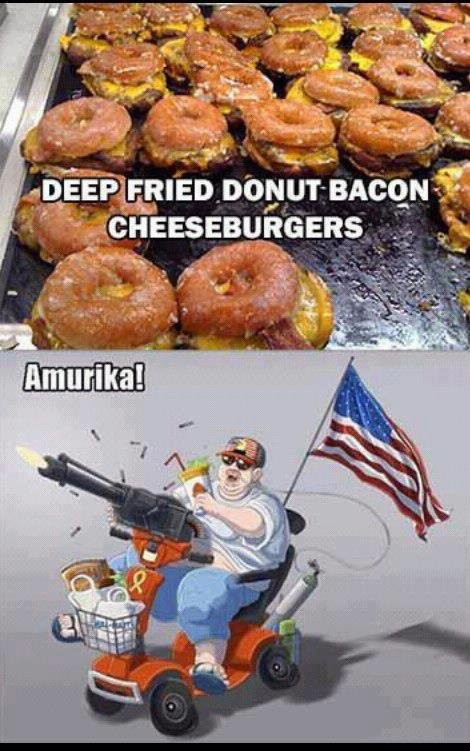 DEEP FRIED DONUT BACON
CHEESEBURGERS
Amurika!